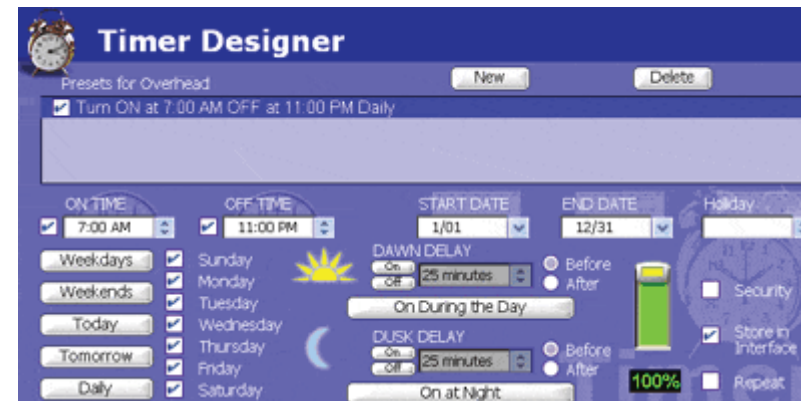 Timer Designer
Presets for Overhead
New
Delete
Turn ON at 7:00 AM OFF at 11:00 PM Daily
ON TIME
OFF TIME
START DATE
END DATE
Holiday
7:00 AM
11:00 PM
1/01
12/31
Weekdays
Weekends
Today
Tomorrow
Daily
Sunday
Monday
Tuesday
Wednesday
Thursday
Friday
Saturday
DAWN DELAY
On
Off
25 minutes
Before
After
On During the Day
DUSK DELAY
On
Off
25 minutes
Before
After
On at Night
100%
Security
Store in
Interface
Repeat